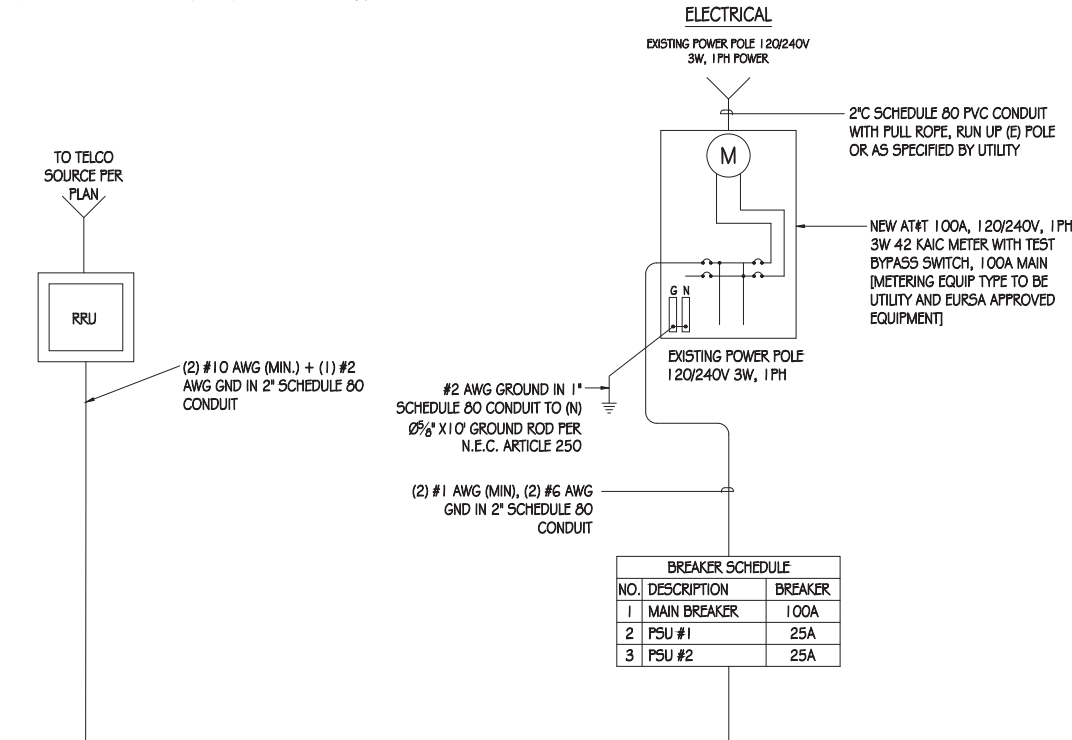 ELECTRICAL
EXISTING POWER POLE 120/240V
3W, 1PH POWER
2"C SCHEDULE 80 PVC CONDUIT
WITH PULL ROPE, RUN UP (E) POLE
OR AS SPECIFIED BY UTILITY
M
TO TELCO
SOURCE PER
PLAN
NEW AT&T 100A, 120/240V, 1PH
3W 42 KAIC METER WITH TEST
BYPASS SWITCH, 100A MAIN
[METERING EQUIP TYPE TO BE
UTILITY AND EURSA APPROVED
EQUIPMENT]
G N
RRU
EXISTING POWER POLE
120/240V 3W, 1PH
(2) #10 AWG (MIN.) + (1) #2
AWG GND IN 2" SCHEDULE 80
CONDUIT
#2 AWG GROUND IN 1"
SCHEDULE 80 CONDUIT TO (N)
Ø5/8" X10' GROUND ROD PER
N.E.C. ARTICLE 250
(2) #1 AWG (MIN), (2) #6 AWG
GND IN 2" SCHEDULE 80
CONDUIT
BREAKER SCHEDULE
NO. DESCRIPTION BREAKER
1 MAIN BREAKER 100A
2 PSU #1 25A
3 PSU #2 25A